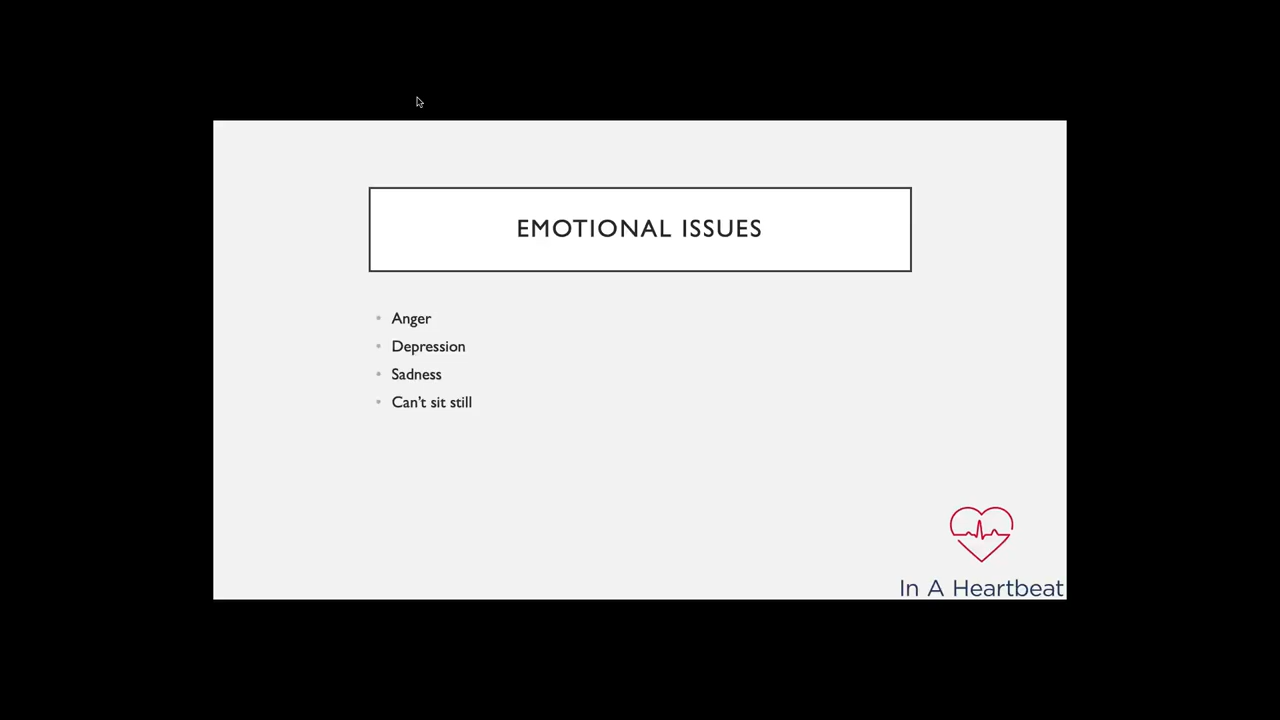 EMOTIONAL ISSUES
Anger
Depression
Sadness
Can't sit still
In A Heartbeat